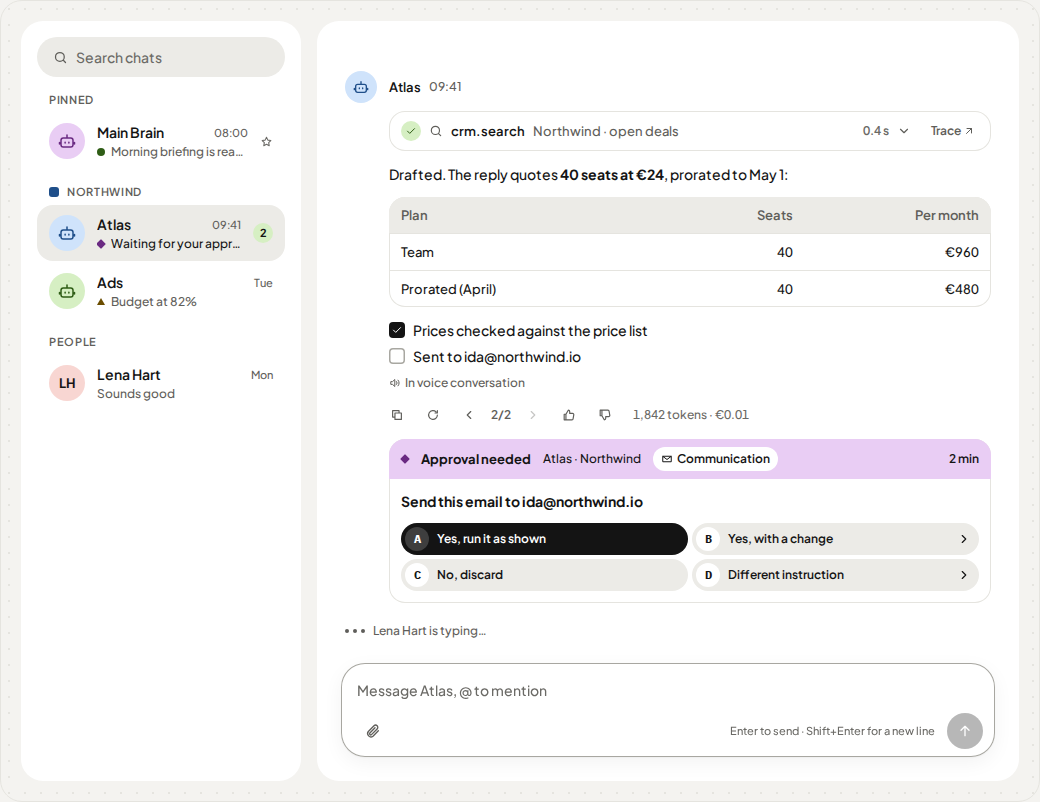 Search chats
PINNED
Main Brain 08:00
Morning briefing is rea...
NORTHWIND
Atlas 09:41
Waiting for your appr... 2
Ads Tue
Budget at 82%
PEOPLE
LH Lena Hart Mon
Sounds good
Atlas 09:41
crm.search Northwind · open deals 0.4 s Trace
Drafted. The reply quotes 40 seats at €24, prorated to May 1:
Plan Seats Per month
Team 40 €960
Prorated (April) 40 €480
Prices checked against the price list
Sent to ida@northwind.io
In voice conversation
2/2 1,842 tokens · €0.01
Approval needed Atlas · Northwind Communication 2 min
Send this email to ida@northwind.io
A Yes, run it as shown B Yes, with a change
C No, discard D Different instruction
Lena Hart is typing...
Message Atlas, @ to mention
Enter to send · Shift+Enter for a new line